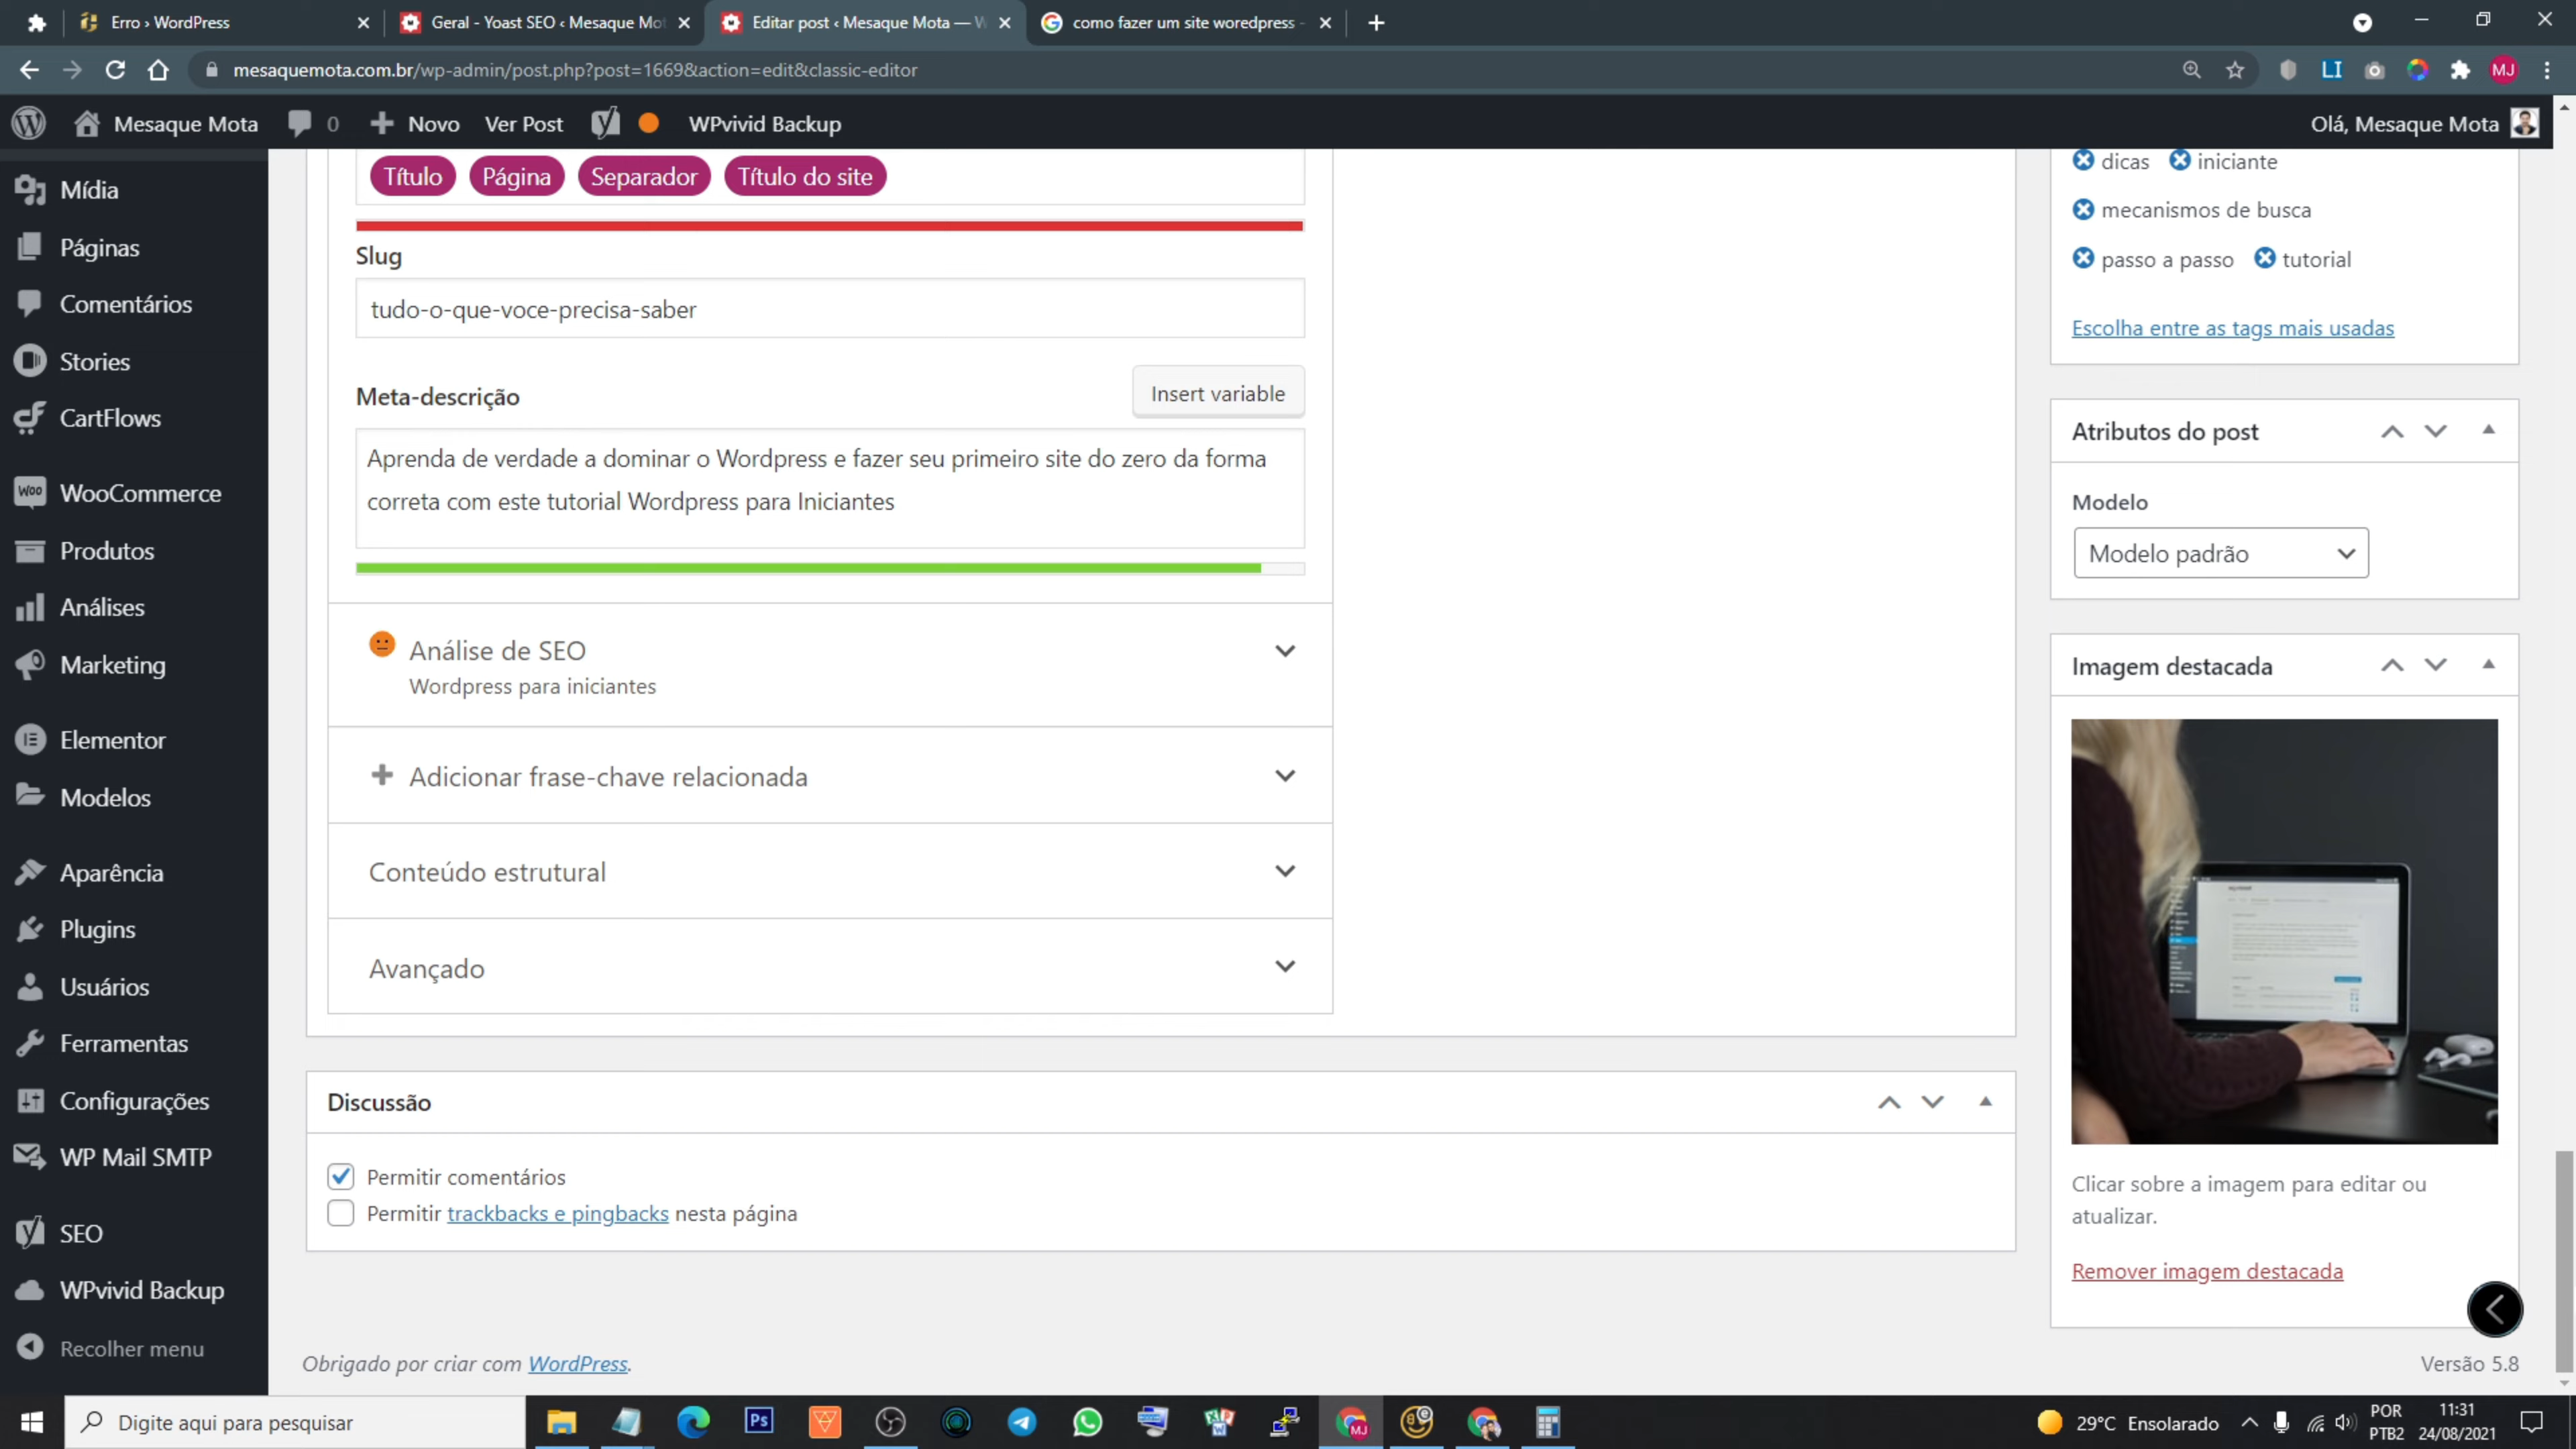 Erro › WordPress
Geral - Yoast SEO ‹ Mesaque Mot
Editar post ‹ Mesaque Mota — W
como fazer um site woredpress -
mesaquemota.com.br/wp-admin/post.php?post=1669&action=edit&classic-editor
LI
MJ
Mesaque Mota
0
Novo
Ver Post
WPvivid Backup
Olá, Mesaque Mota
Mídia
Páginas
Comentários
Stories
CartFlows
WooCommerce
Produtos
Análises
Marketing
Elementor
Modelos
Aparência
Plugins
Usuários
Ferramentas
Configurações
WP Mail SMTP
SEO
WPvivid Backup
Recolher menu
Título Página Separador Título do site
Slug
tudo-o-que-voce-precisa-saber
Meta-descrição
Insert variable
Aprenda de verdade a dominar o Wordpress e fazer seu primeiro site do zero da forma
correta com este tutorial Wordpress para Iniciantes
Análise de SEO
Wordpress para iniciantes
Adicionar frase-chave relacionada
Conteúdo estrutural
Avançado
Discussão
Permitir comentários
Permitir trackbacks e pingbacks nesta página
Obrigado por criar com WordPress.
dicas iniciante
mecanismos de busca
passo a passo tutorial
Escolha entre as tags mais usadas
Atributos do post
Modelo
Modelo padrão
Imagem destacada
Clicar sobre a imagem para editar ou
atualizar.
Remover imagem destacada
Versão 5.8
Digite aqui para pesquisar
Ps
MJ
29°C Ensolarado
POR
PTB2
11:31
24/08/2021